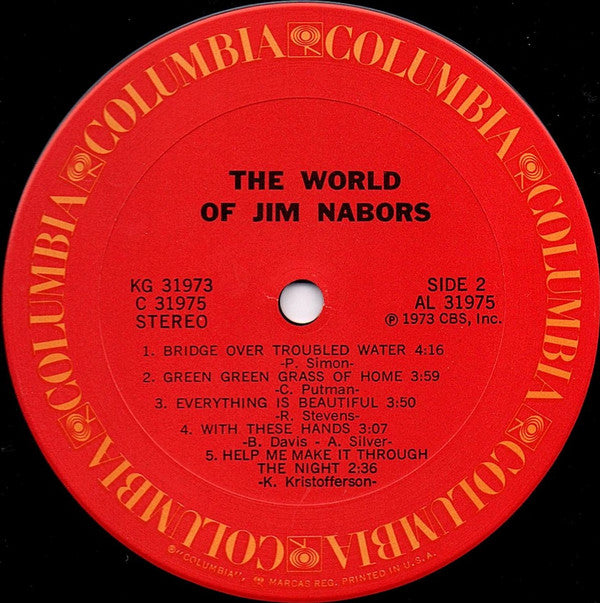 COLUMBIA COLUMBIA COLUMBIA COLUMBIA COLUMBIA COLUMBIA
THE WORLD
OF JIM NABORS
KG 31973
C 31975
STEREO
SIDE 2
AL 31975
Ⓟ 1973 CBS, Inc.
1. BRIDGE OVER TROUBLED WATER 4:16
-P. Simon-
2. GREEN GREEN GRASS OF HOME 3:59
-C. Putman-
3. EVERYTHING IS BEAUTIFUL 3:50
-R. Stevens-
4. WITH THESE HANDS 3:07
-B. Davis - A. Silver-
5. HELP ME MAKE IT THROUGH
THE NIGHT 2:36
-K. Kristofferson-
®"COLUMBIA", MARCAS REG. PRINTED IN U.S.A.